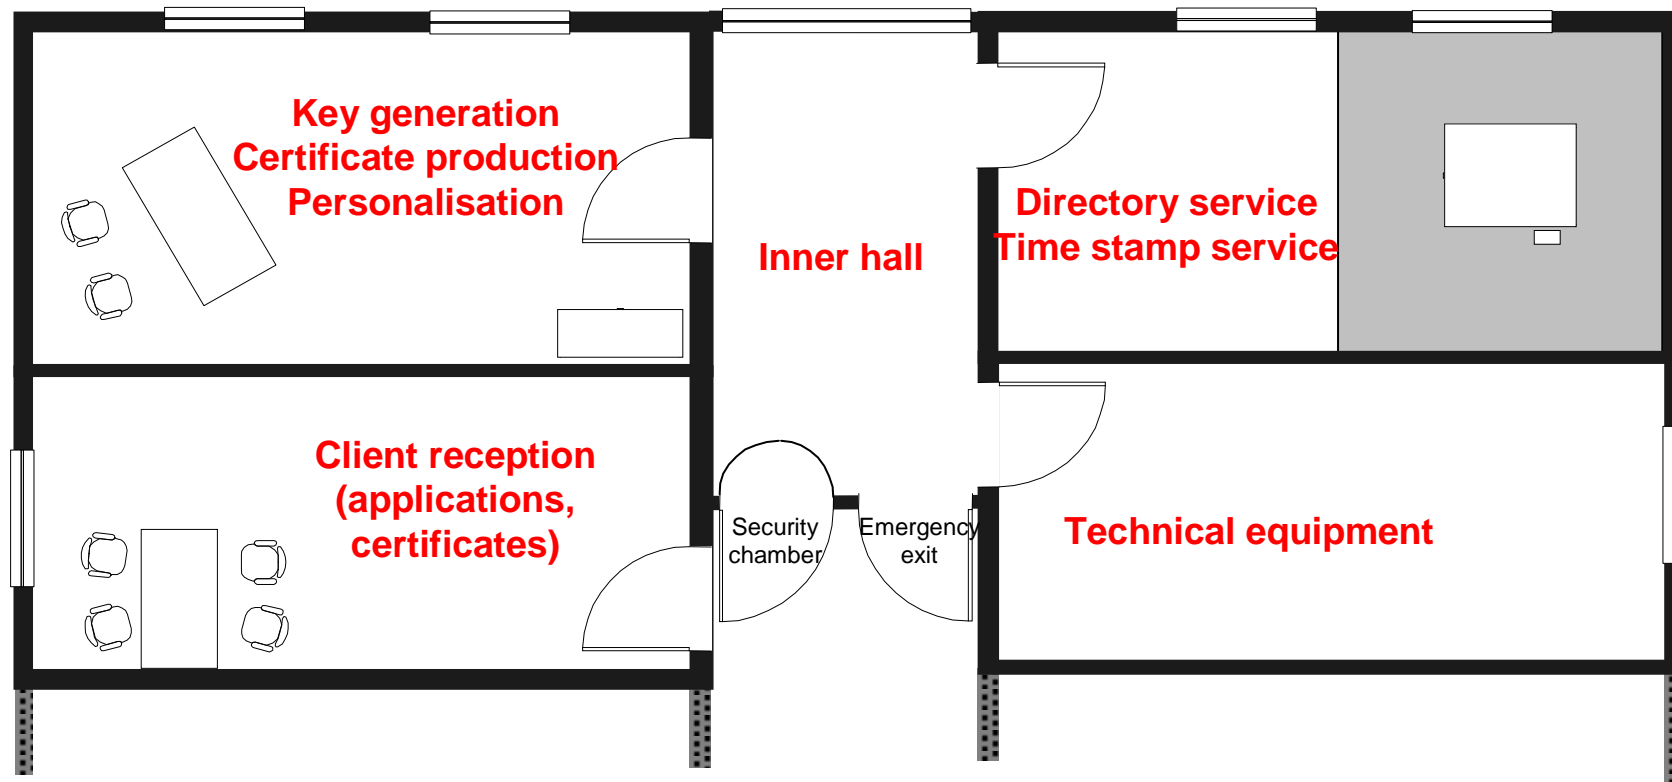 Key generation
Certificate production
Personalisation
Inner hall
Directory service
Time stamp service
Client reception
(applications,
certificates)
Security
chamber
Emergency
exit
Technical equipment